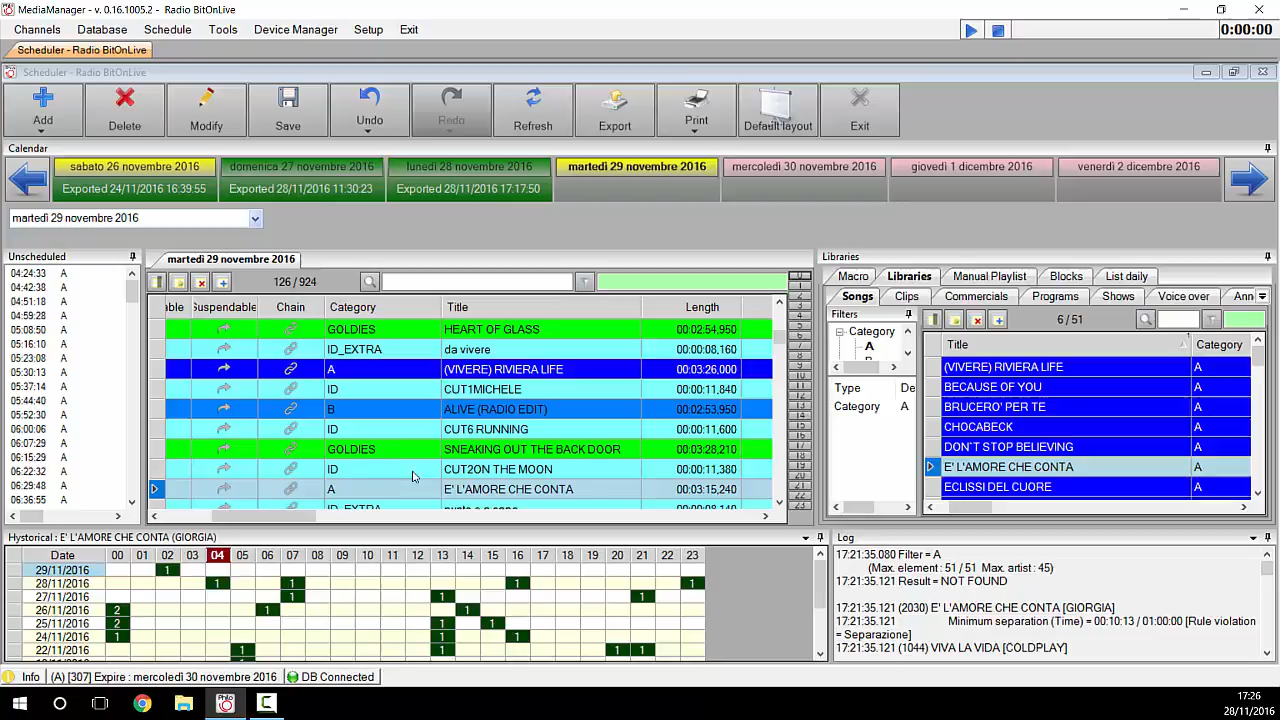 MediaManager - v. 0.16.1005.2 - Radio BitOnLive
Channels Database Schedule Tools Device Manager Setup Exit 0:00:00
Scheduler - Radio BitOnLive
Scheduler - Radio BitOnLive
Add Delete Modify Save Undo Redo Refresh Export Print Default layout Exit
Calendar
sabato 26 novembre 2016 domenica 27 novembre 2016 lunedì 28 novembre 2016 martedì 29 novembre 2016 mercoledì 30 novembre 2016 giovedì 1 dicembre 2016 venerdì 2 dicembre 2016
Exported 24/11/2016 16:39:55 Exported 28/11/2016 11:30:23 Exported 28/11/2016 17:17:50
martedì 29 novembre 2016
Unscheduled
04:24:33 A
04:42:38 A
04:51:18 A
04:59:28 A
05:08:50 A
05:16:10 A
05:23:08 A
05:30:13 A
05:37:14 A
05:44:40 A
05:52:30 A
06:00:06 A
06:07:29 A
06:15:29 A
06:22:32 A
06:29:48 A
06:36:55 A
martedì 29 novembre 2016
126 / 924
able Suspendable Chain Category Title Length
GOLDIES HEART OF GLASS 00:02:54,950
ID_EXTRA da vivere 00:00:08,160
A (VIVERE) RIVIERA LIFE 00:03:26,000
ID CUT1MICHELE 00:00:11,840
B ALIVE (RADIO EDIT) 00:02:53,950
ID CUT6 RUNNING 00:00:11,600
GOLDIES SNEAKING OUT THE BACK DOOR 00:03:28,210
ID CUT2ON THE MOON 00:00:11,380
A E' L'AMORE CHE CONTA 00:03:15,240
Libraries
Macro Libraries Manual Playlist Blocks List daily
Songs Clips Commercials Programs Shows Voice over Ann
Filters
Category
A
Type De
Category A
6 / 51
Title Category
(VIVERE) RIVIERA LIFE A
BECAUSE OF YOU A
BRUCERO' PER TE A
CHOCABECK A
DON'T STOP BELIEVING A
E' L'AMORE CHE CONTA A
ECLISSI DEL CUORE A
Hystorical : E' L'AMORE CHE CONTA (GIORGIA)
Date 00 01 02 03 04 05 06 07 08 09 10 11 12 13 14 15 16 17 18 19 20 21 22 23
29/11/2016 1
28/11/2016 1 1 1 1
27/11/2016 1 1 1
26/11/2016 2 1 1
25/11/2016 2 1 1
24/11/2016 1 1 1
22/11/2016 1 1 1 1
Log
17:21:35.080 Filter = A
(Max. element : 51 / 51 Max. artist : 45)
17:21:35.121 Result = NOT FOUND
17:21:35.121 (2030) E' L'AMORE CHE CONTA [GIORGIA]
17:21:35.121 Minimum separation (Time) = 00:10:13 / 01:00:00 [Rule violation
= Separazione]
17:21:35.121 (1044) VIVA LA VIDA [COLDPLAY]
Info (A) [307] Expire : mercoledì 30 novembre 2016 DB Connected
17:26
28/11/2016